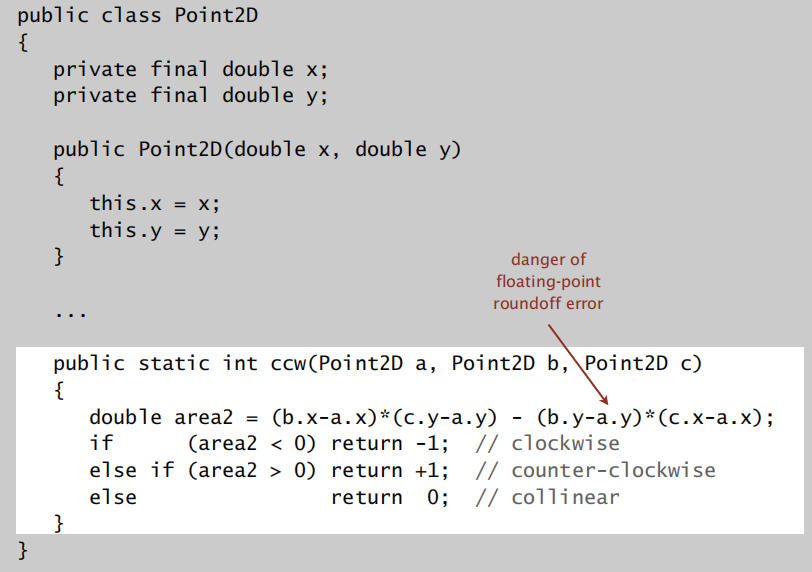 public class Point2D
{
   private final double x;
   private final double y;

   public Point2D(double x, double y)
   {
      this.x = x;
      this.y = y;
   }
danger of
floating-point
roundoff error
   ...

   public static int ccw(Point2D a, Point2D b, Point2D c)
   {
      double area2 = (b.x-a.x)*(c.y-a.y) - (b.y-a.y)*(c.x-a.x);
      if      (area2 < 0) return -1;  // clockwise
      else if (area2 > 0) return +1;  // counter-clockwise
      else                return  0;  // collinear
   }
}